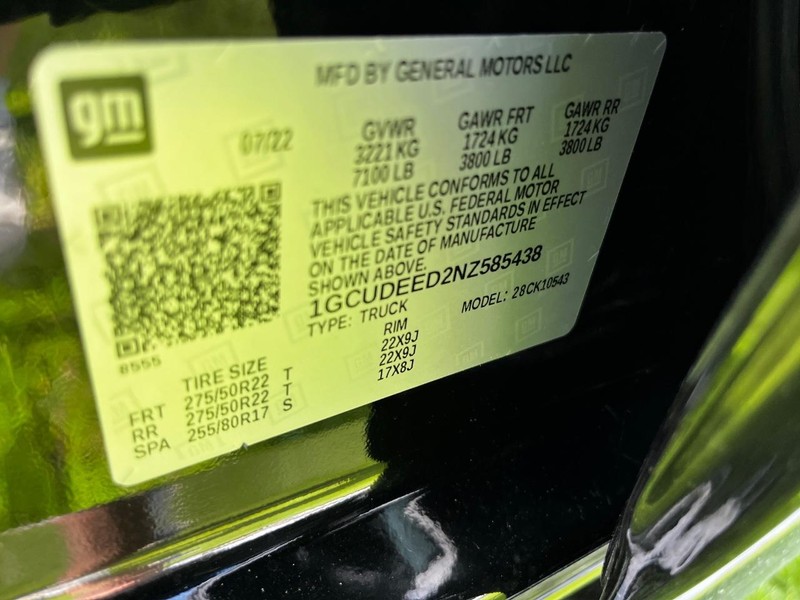 MFD BY GENERAL MOTORS LLC
gm
07/22
GVWR GAWR FRT GAWR RR
3221 KG 1724 KG 1724 KG
7100 LB 3800 LB 3800 LB
THIS VEHICLE CONFORMS TO ALL
APPLICABLE U.S. FEDERAL MOTOR
VEHICLE SAFETY STANDARDS IN EFFECT
ON THE DATE OF MANUFACTURE
SHOWN ABOVE.
1GCUDEED2NZ585438
TYPE: TRUCK MODEL: 28CK10543
8555
TIRE SIZE RIM
FRT 275/50R22 T 22X9J
RR 275/50R22 T 22X9J
SPA 255/80R17 S 17X8J